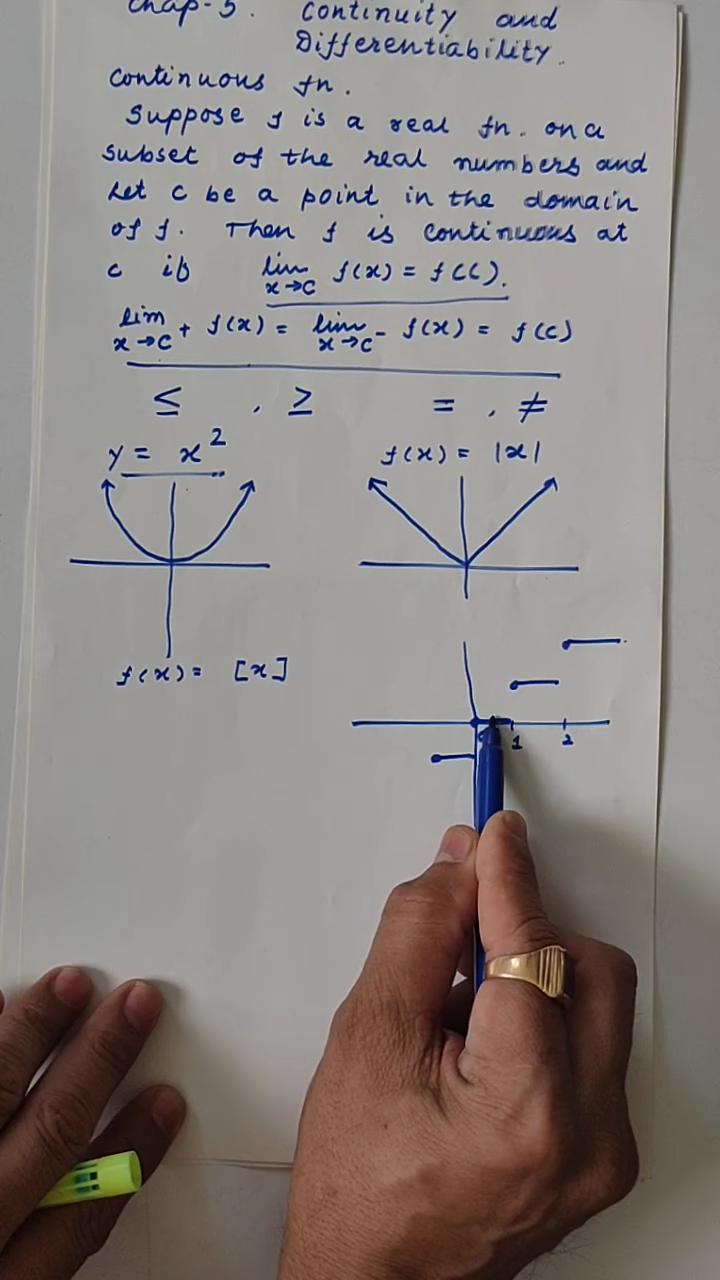 Chap-5. Continuity and
Differentiability.
Continuous fn.
Suppose f is a real fn. on a
subset of the real numbers and
let c be a point in the domain
of f. Then f is continuous at
c if lim x→c f(x) = f(c).
lim x→c+ f(x) = lim x→c- f(x) = f(c)
≤ , ≥ = , ≠
y = x² f(x) = |x|
f(x) = [x]
1 2